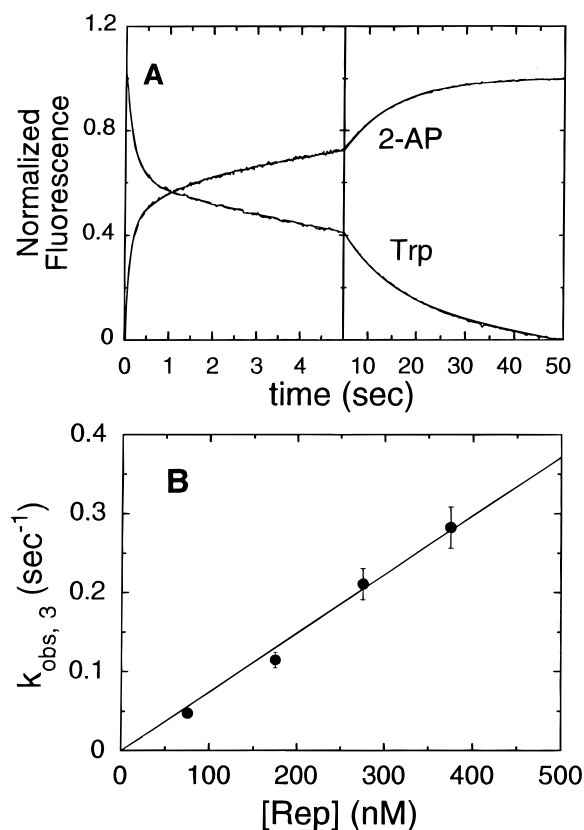 1.2
A
Normalized
Fluorescence
0.8
2-AP
0.4
Trp
0
0 1 2 3 4 10 20 30 40 50
time (sec)
0.4
B
k_obs, 3 (sec^-1)
0.3
0.2
0.1
0
0 100 200 300 400 500
[Rep] (nM)